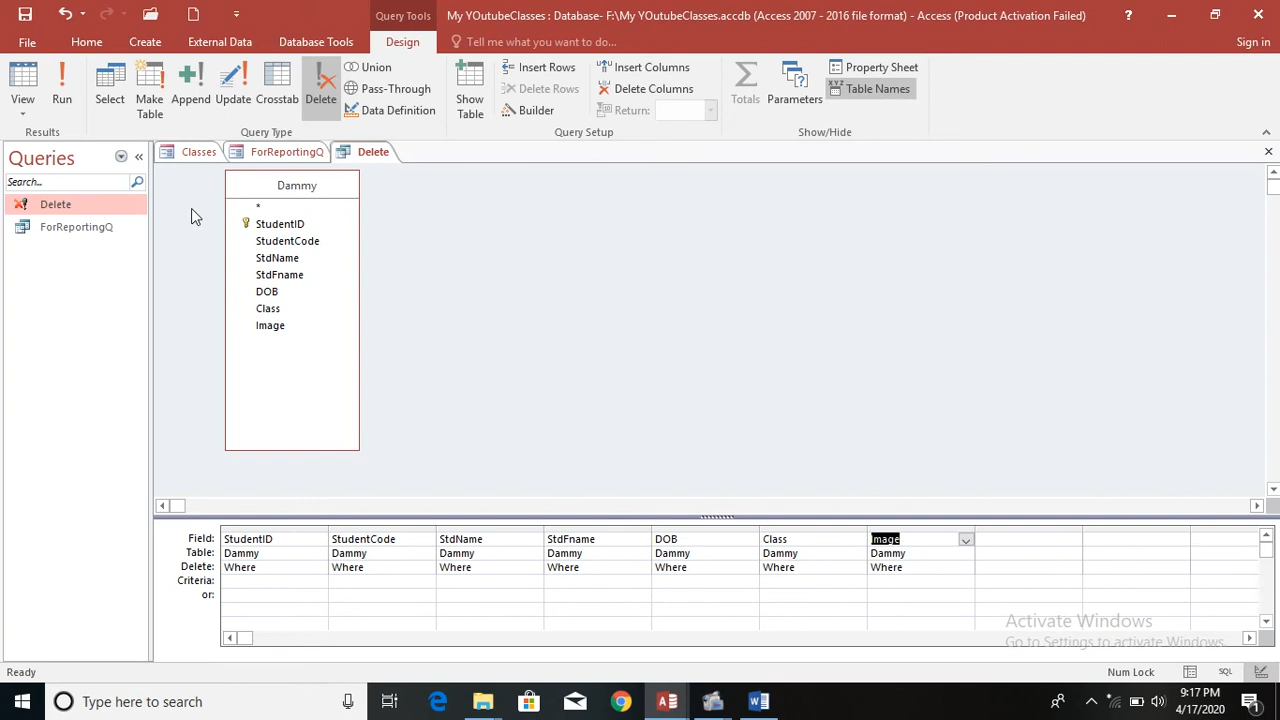 My YOutubeClasses : Database- F:\My YOutubeClasses.accdb (Access 2007 - 2016 file format) - Access (Product Activation Failed)
Query Tools
?
File Home Create External Data Database Tools Design Tell me what you want to do... Sign in
View Run Select Make Table Append Update Crosstab Delete
Union
Pass-Through
Data Definition
Show Table
Insert Rows
Delete Rows
Builder
Insert Columns
Delete Columns
Return:
Totals Parameters
Property Sheet
Table Names
Results Query Type Query Setup Show/Hide
Queries
Search...
Delete
ForReportingQ
Classes ForReportingQ Delete
Dammy
*
StudentID
StudentCode
StdName
StdFname
DOB
Class
Image
Field: StudentID StudentCode StdName StdFname DOB Class Image
Table: Dammy Dammy Dammy Dammy Dammy Dammy Dammy
Delete: Where Where Where Where Where Where Where
Criteria:
or:
Activate Windows
Go to Settings to activate Windows.
Ready Num Lock SQL
Type here to search
9:17 PM
4/17/2020
1